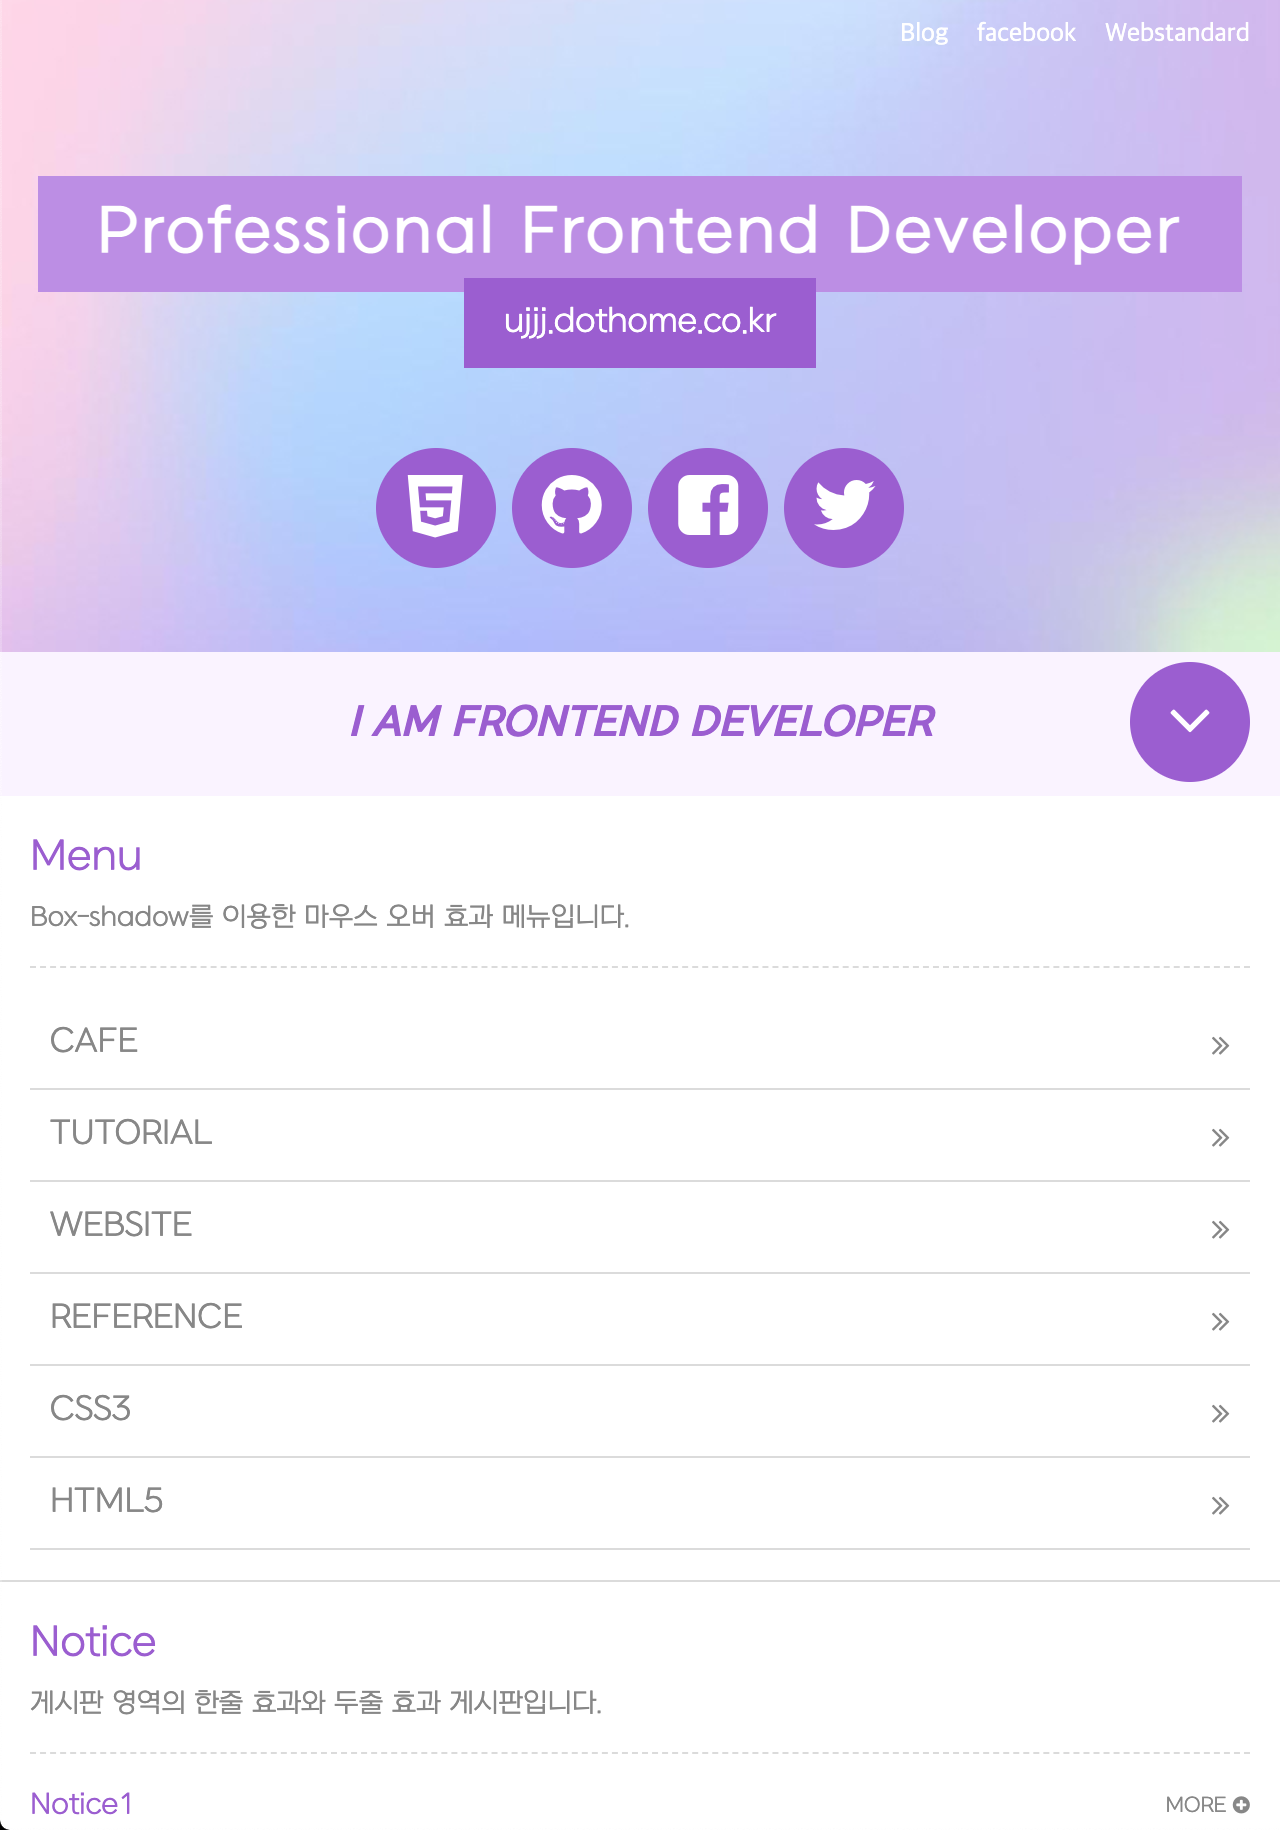 Blog facebook Webstandard
Professional Frontend Developer
ujjj.dothome.co.kr
I AM FRONTEND DEVELOPER
Menu
Box-shadow를 이용한 마우스 오버 효과 메뉴입니다.
CAFE
TUTORIAL
WEBSITE
REFERENCE
CSS3
HTML5
Notice
게시판 영역의 한줄 효과와 두줄 효과 게시판입니다.
Notice1 MORE